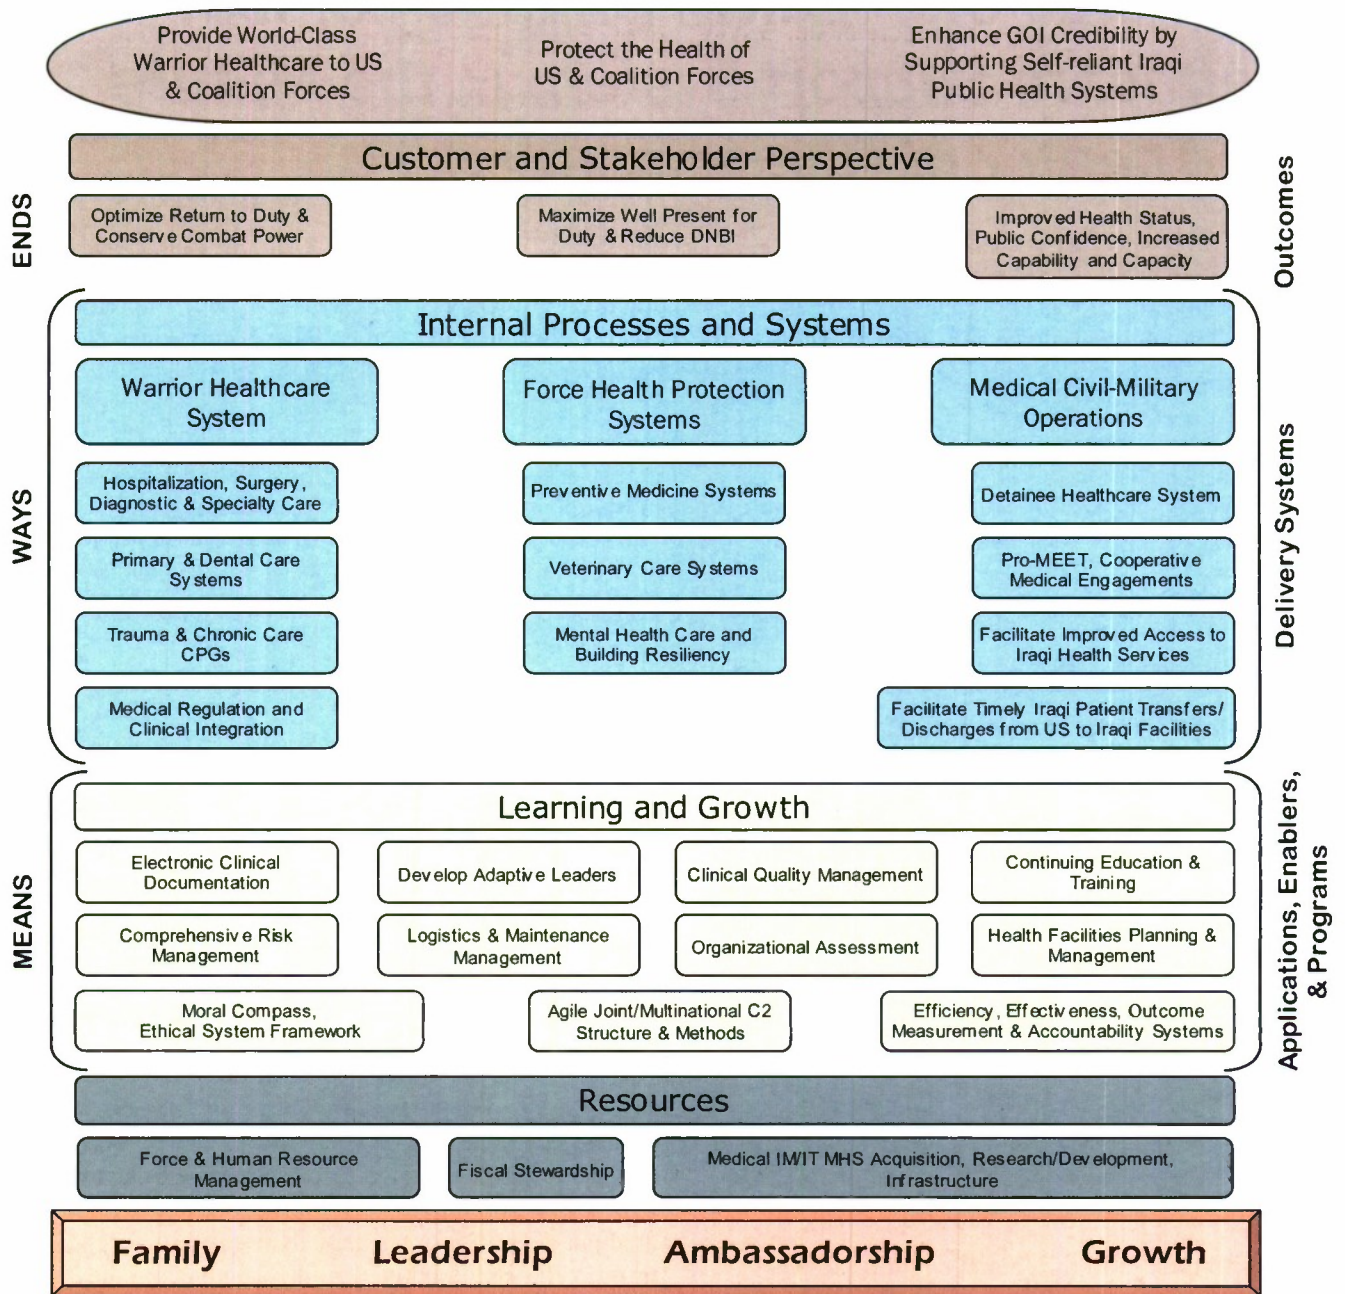 Provide World-Class
Warrior Healthcare to US
& Coalition Forces
Protect the Health of
US & Coalition Forces
Enhance GOI Credibility by
Supporting Self-reliant Iraqi
Public Health Systems
Customer and Stakeholder Perspective
ENDS
Optimize Return to Duty &
Conserve Combat Power
Maximize Well Present for
Duty & Reduce DNBI
Improved Health Status,
Public Confidence, Increased
Capability and Capacity
Outcomes
Internal Processes and Systems
WAYS
Warrior Healthcare
System
Force Health Protection
Systems
Medical Civil-Military
Operations
Delivery Systems
Hospitalization, Surgery,
Diagnostic & Specialty Care
Preventive Medicine Systems
Detainee Healthcare System
Primary & Dental Care
Systems
Veterinary Care Systems
Pro-MEET, Cooperative
Medical Engagements
Trauma & Chronic Care
CPGs
Mental Health Care and
Building Resiliency
Facilitate Improved Access to
Iraqi Health Services
Medical Regulation and
Clinical Integration
Facilitate Timely Iraqi Patient Transfers/
Discharges from US to Iraqi Facilities
Learning and Growth
MEANS
Electronic Clinical
Documentation
Develop Adaptive Leaders
Clinical Quality Management
Continuing Education &
Training
Applications, Enablers,
& Programs
Comprehensive Risk
Management
Logistics & Maintenance
Management
Organizational Assessment
Health Facilities Planning &
Management
Moral Compass,
Ethical System Framework
Agile Joint/Multinational C2
Structure & Methods
Efficiency, Effectiveness, Outcome
Measurement & Accountability Systems
Resources
Force & Human Resource
Management
Fiscal Stewardship
Medical IM/IT MHS Acquisition, Research/Development,
Infrastructure
Family
Leadership
Ambassadorship
Growth